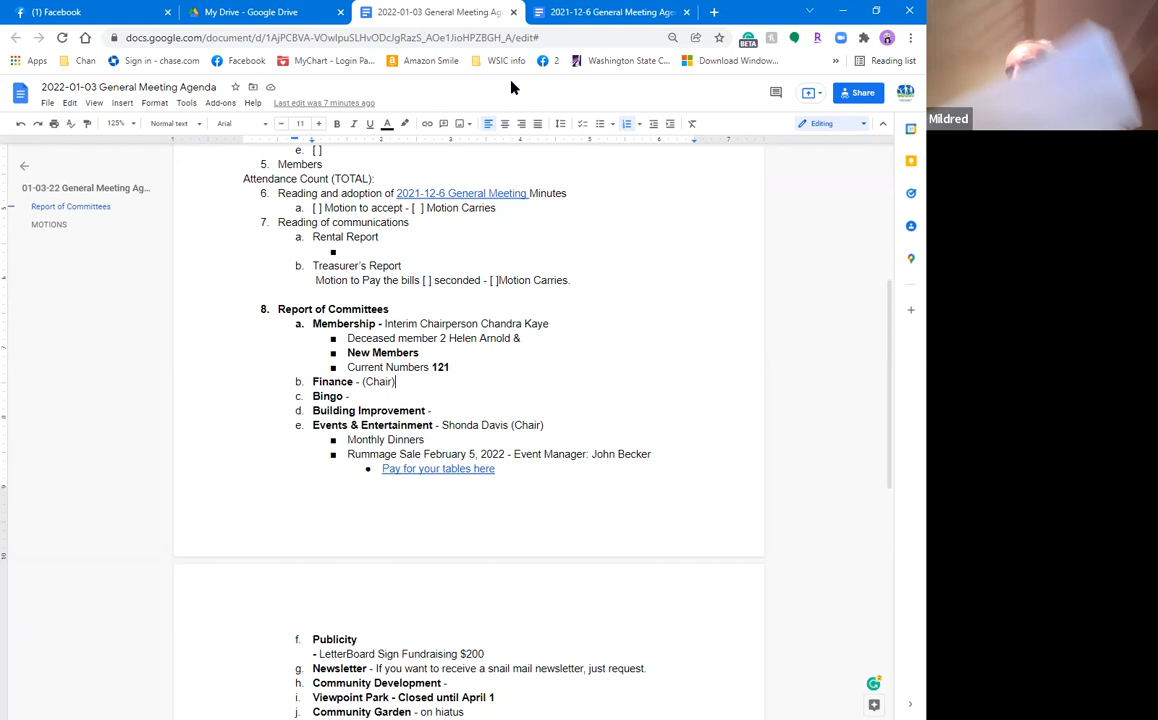 (1) Facebook
My Drive - Google Drive
2022-01-03 General Meeting Ag
2021-12-6 General Meeting Age
docs.google.com/document/d/1AjPCBVA-VOwIpuSLHvODcJgRazS_AOe1JioHPZBGH_A/edit#
BETA
Apps
Chan
Sign in - chase.com
Facebook
MyChart - Login Pa...
Amazon Smile
WSIC info
2
Washington State C...
Download Window...
»
Reading list
2022-01-03 General Meeting Agenda
File Edit View Insert Format Tools Add-ons Help Last edit was 7 minutes ago
Share
125% Normal text Arial 11 B I U A Editing
01-03-22 General Meeting Ag...
Report of Committees
MOTIONS
e. [ ]
5. Members
Attendance Count (TOTAL):
6. Reading and adoption of 2021-12-6 General Meeting Minutes
a. [ ] Motion to accept - [ ] Motion Carries
7. Reading of communications
a. Rental Report
■
b. Treasurer's Report
Motion to Pay the bills [ ] seconded - [ ]Motion Carries.
8. Report of Committees
a. Membership - Interim Chairperson Chandra Kaye
■ Deceased member 2 Helen Arnold &
■ New Members
■ Current Numbers 121
b. Finance - (Chair)
c. Bingo -
d. Building Improvement -
e. Events & Entertainment - Shonda Davis (Chair)
■ Monthly Dinners
■ Rummage Sale February 5, 2022 - Event Manager: John Becker
● Pay for your tables here
f. Publicity
- LetterBoard Sign Fundraising $200
g. Newsletter - If you want to receive a snail mail newsletter, just request.
h. Community Development -
i. Viewpoint Park - Closed until April 1
j. Community Garden - on hiatus
Mildred